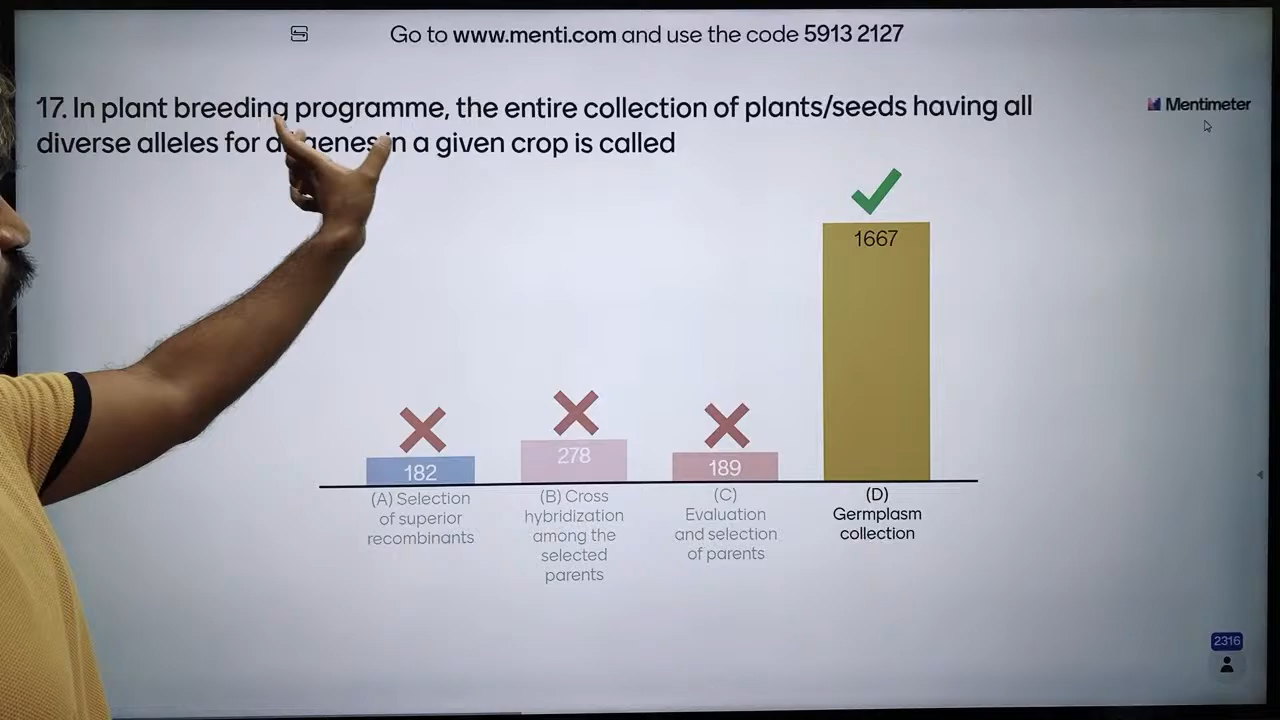 Go to www.menti.com and use the code 5913 2127
17. In plant breeding programme, the entire collection of plants/seeds having all
diverse alleles for genes in a given crop is called
Mentimeter
1667
182
278
189
(A) Selection
of superior
recombinants
(B) Cross
hybridization
among the
selected
parents
(C)
Evaluation
and selection
of parents
(D)
Germplasm
collection
2316